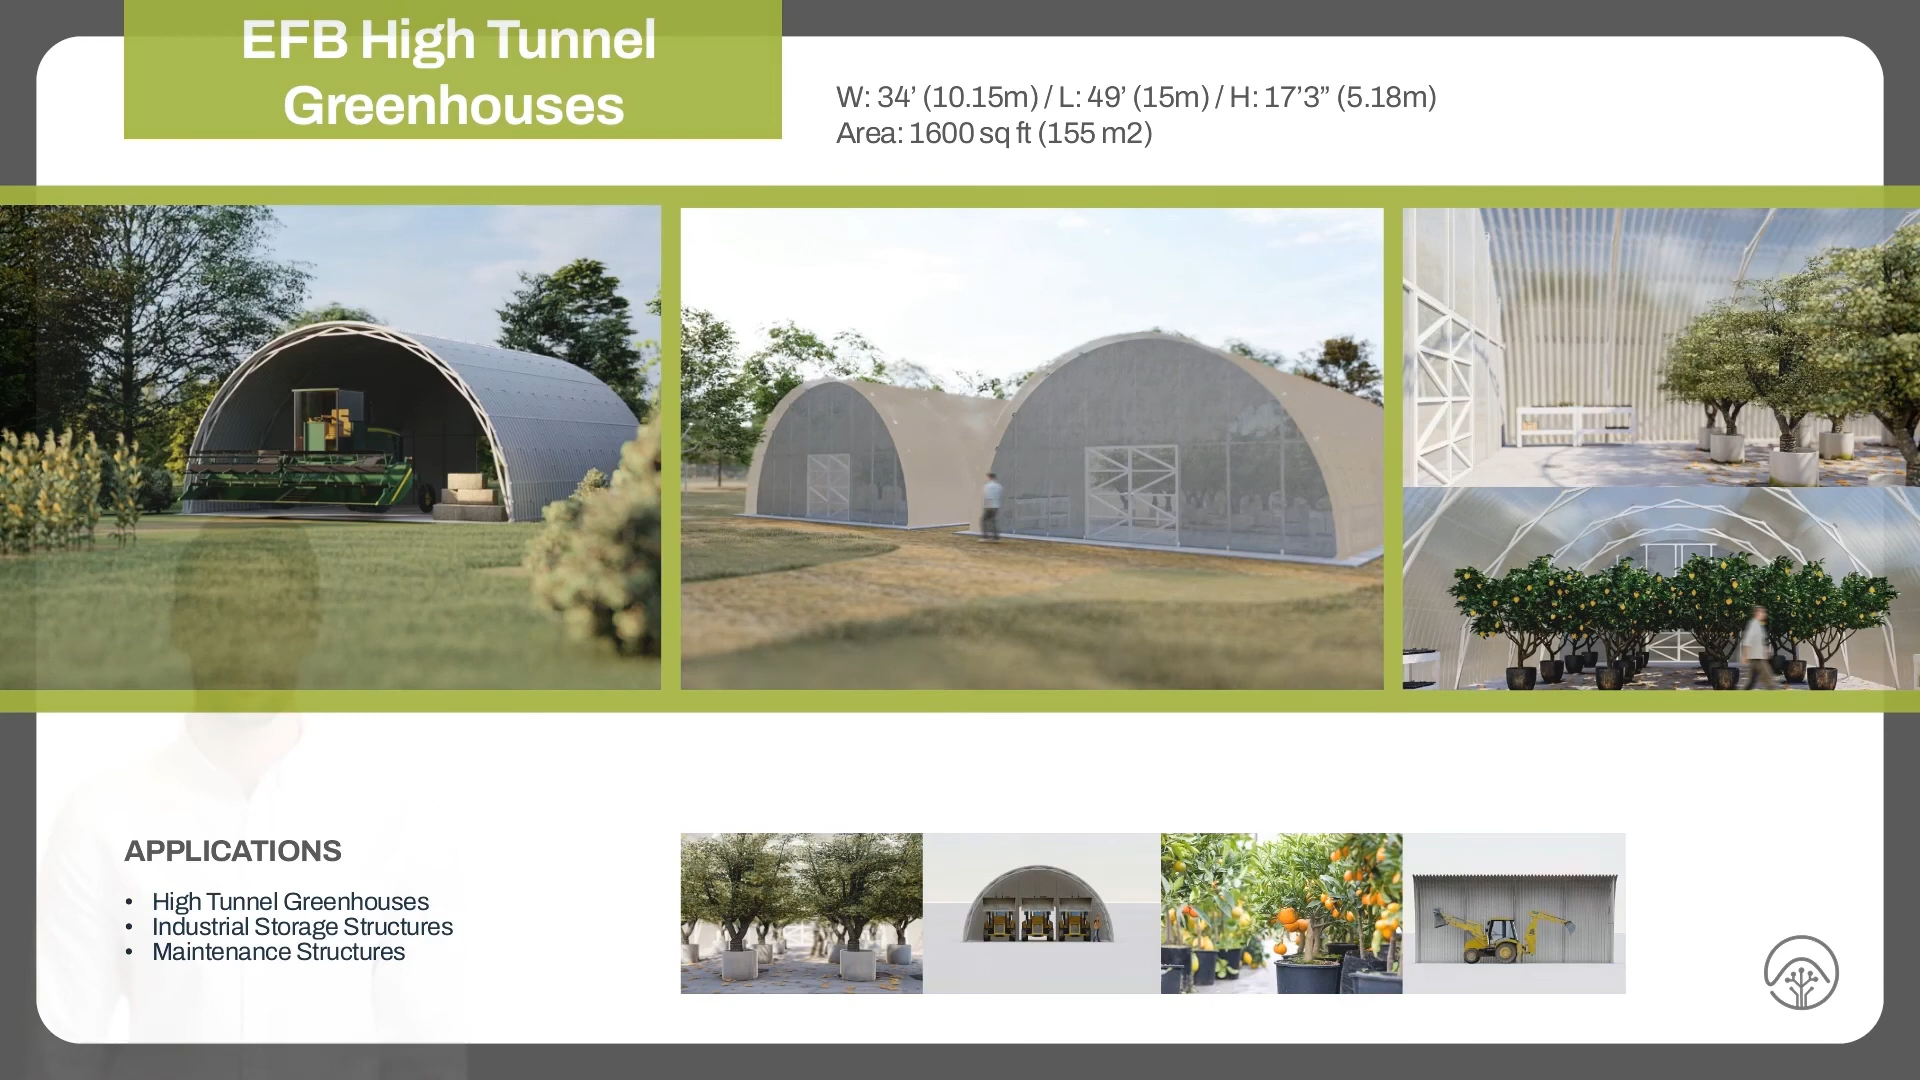 EFB High Tunnel
Greenhouses
W: 34’ (10.15m) / L: 49’ (15m) / H: 17’3” (5.18m)
Area: 1600 sq ft (155 m2)
APPLICATIONS
• High Tunnel Greenhouses
• Industrial Storage Structures
• Maintenance Structures